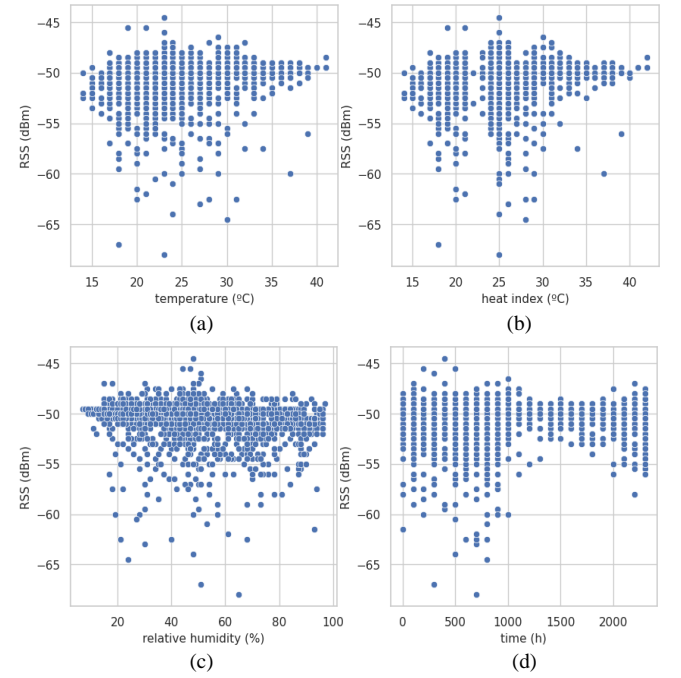 −45
−50
−55
−60
−65
RSS (dBm)
15 20 25 30 35 40
temperature (ºC)
(a)
−45
−50
−55
−60
−65
RSS (dBm)
15 20 25 30 35 40
heat index (ºC)
(b)
−45
−50
−55
−60
−65
RSS (dBm)
20 40 60 80 100
relative humidity (%)
(c)
−45
−50
−55
−60
−65
RSS (dBm)
0 500 1000 1500 2000
time (h)
(d)